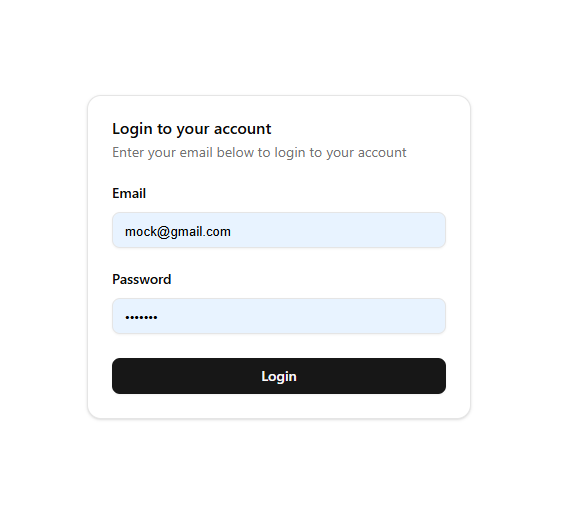 Login to your account
Enter your email below to login to your account
Email
mock@gmail.com
Password
•••••••
Login